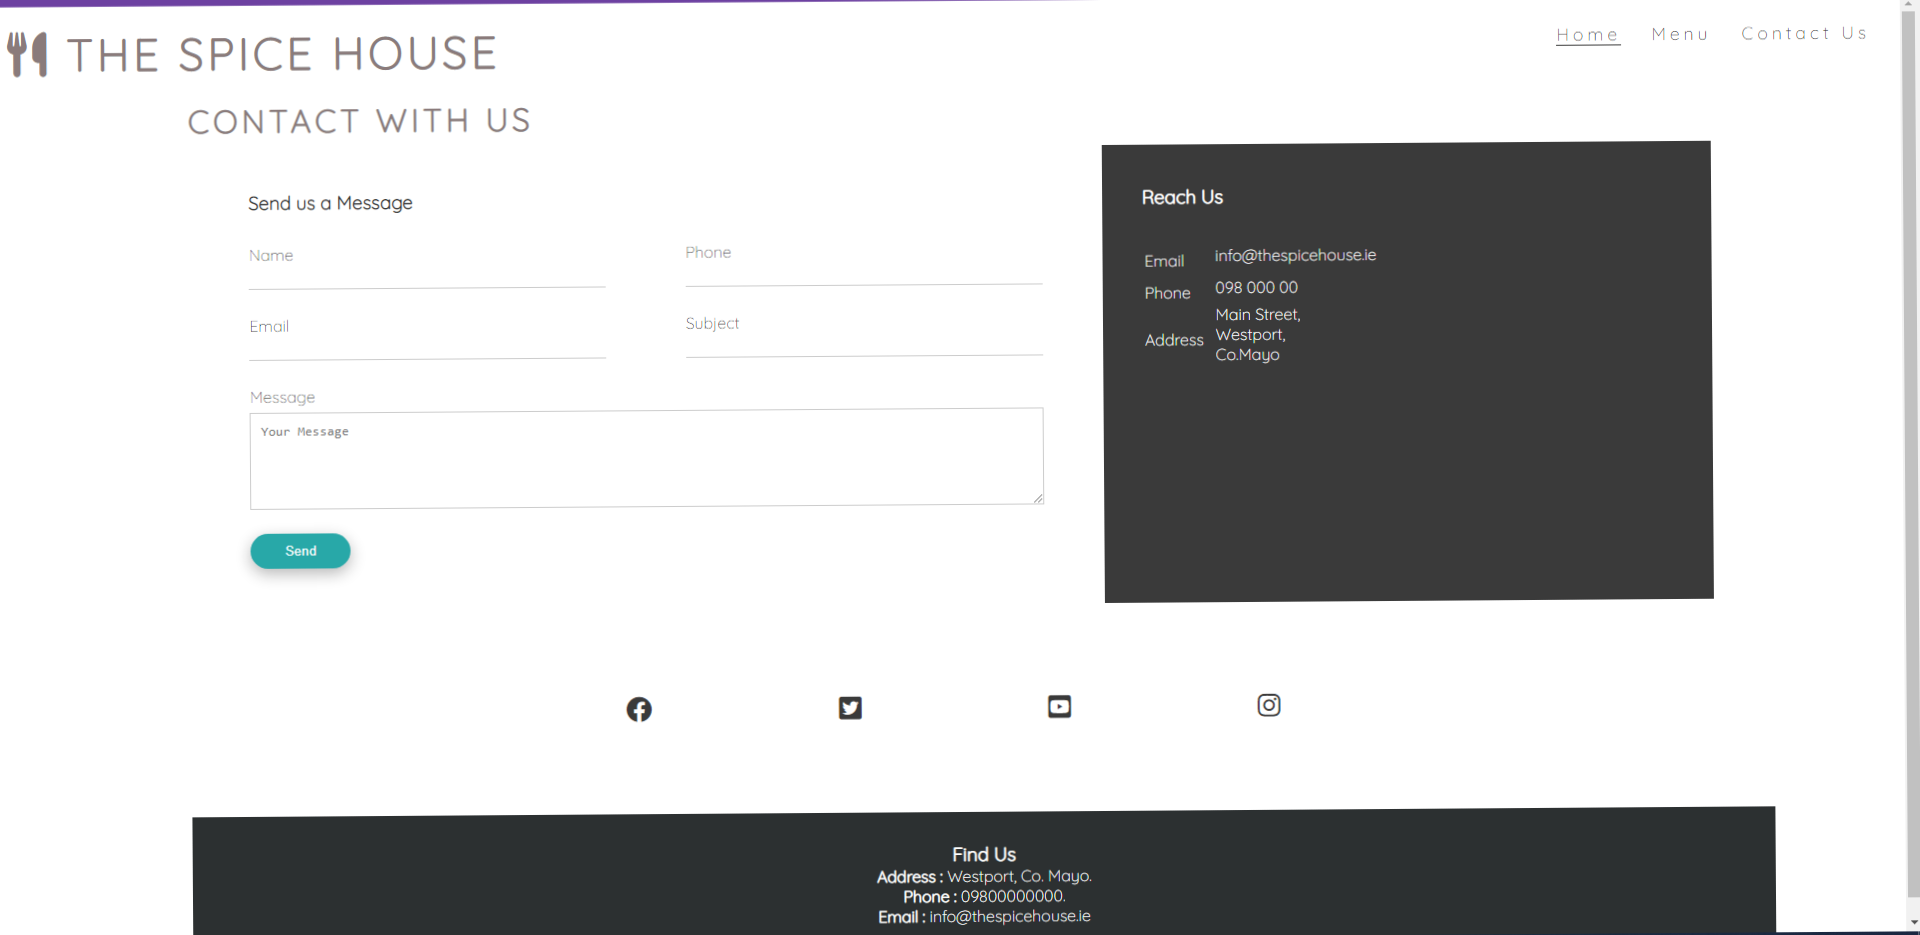 THE SPICE HOUSE
Home Menu Contact Us
CONTACT WITH US
Send us a Message
Name
Phone
Email
Subject
Message
Your Message
Send
Reach Us
Email info@thespicehouse.ie
Phone 098 000 00
Address Main Street,
Westport,
Co.Mayo
Find Us
Address : Westport, Co. Mayo.
Phone : 09800000000.
Email : info@thespicehouse.ie